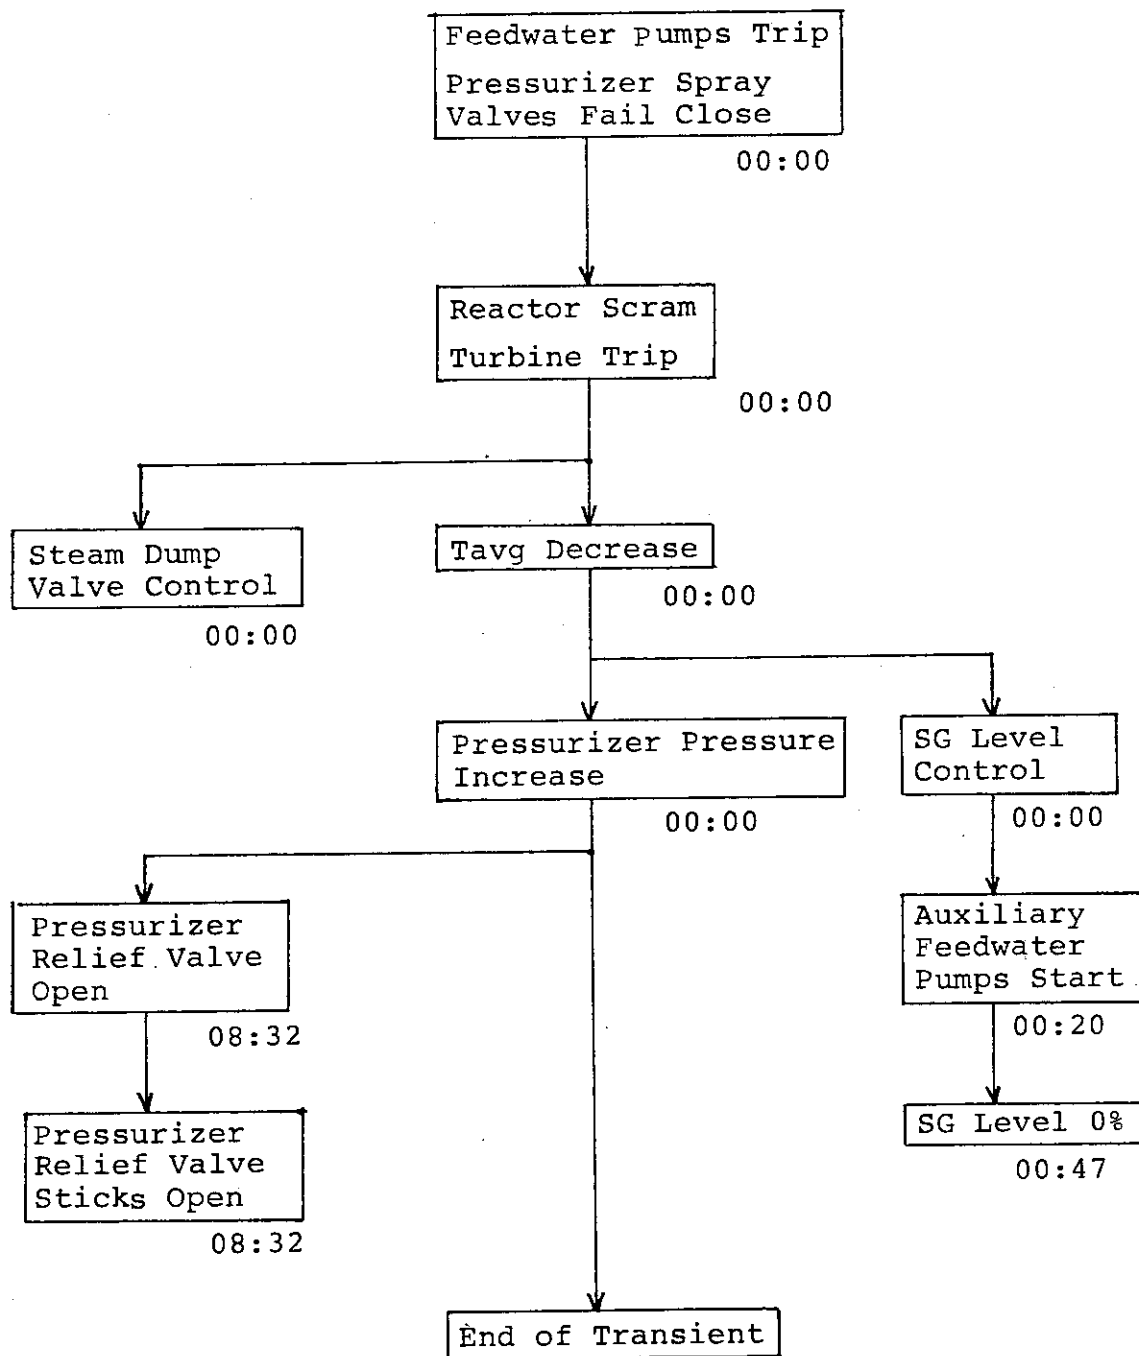 Feedwater Pumps Trip
Pressurizer Spray
Valves Fail Close
00:00
Reactor Scram
Turbine Trip
00:00
Steam Dump
Valve Control
00:00
Tavg Decrease
00:00
Pressurizer Pressure
Increase
00:00
SG Level
Control
00:00
Pressurizer
Relief Valve
Open
08:32
Auxiliary
Feedwater
Pumps Start
00:20
Pressurizer
Relief Valve
Sticks Open
08:32
SG Level 0%
00:47
End of Transient